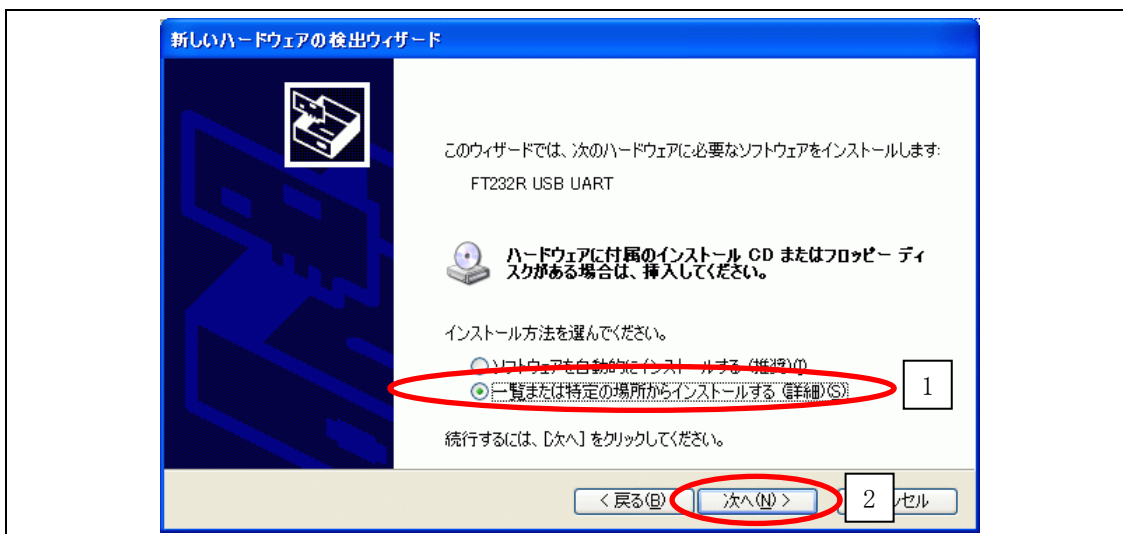 新しいハードウェアの検出ウィザード
このウィザードでは、次のハードウェアに必要なソフトウェアをインストールします:
FT232R USB UART
ハードウェアに付属のインストール CD またはフロッピー ディ
スクがある場合は、挿入してください。
インストール方法を選んでください。
ソフトウェアを自動的にインストールする (推奨)(I)
一覧または特定の場所からインストールする (詳細)(S)
1
続行するには、[次へ] をクリックしてください。
< 戻る(B)
次へ(N) >
2
ンセル